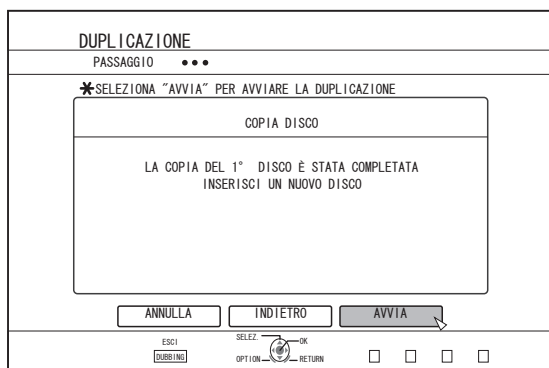 DUPLICAZIONE
PASSAGGIO •••
*SELEZIONA "AVVIA" PER AVVIARE LA DUPLICAZIONE
COPIA DISCO
LA COPIA DEL 1° DISCO È STATA COMPLETATA
INSERISCI UN NUOVO DISCO
ANNULLA INDIETRO AVVIA
ESCI SELEZ. OK
DUBBING OPTION RETURN